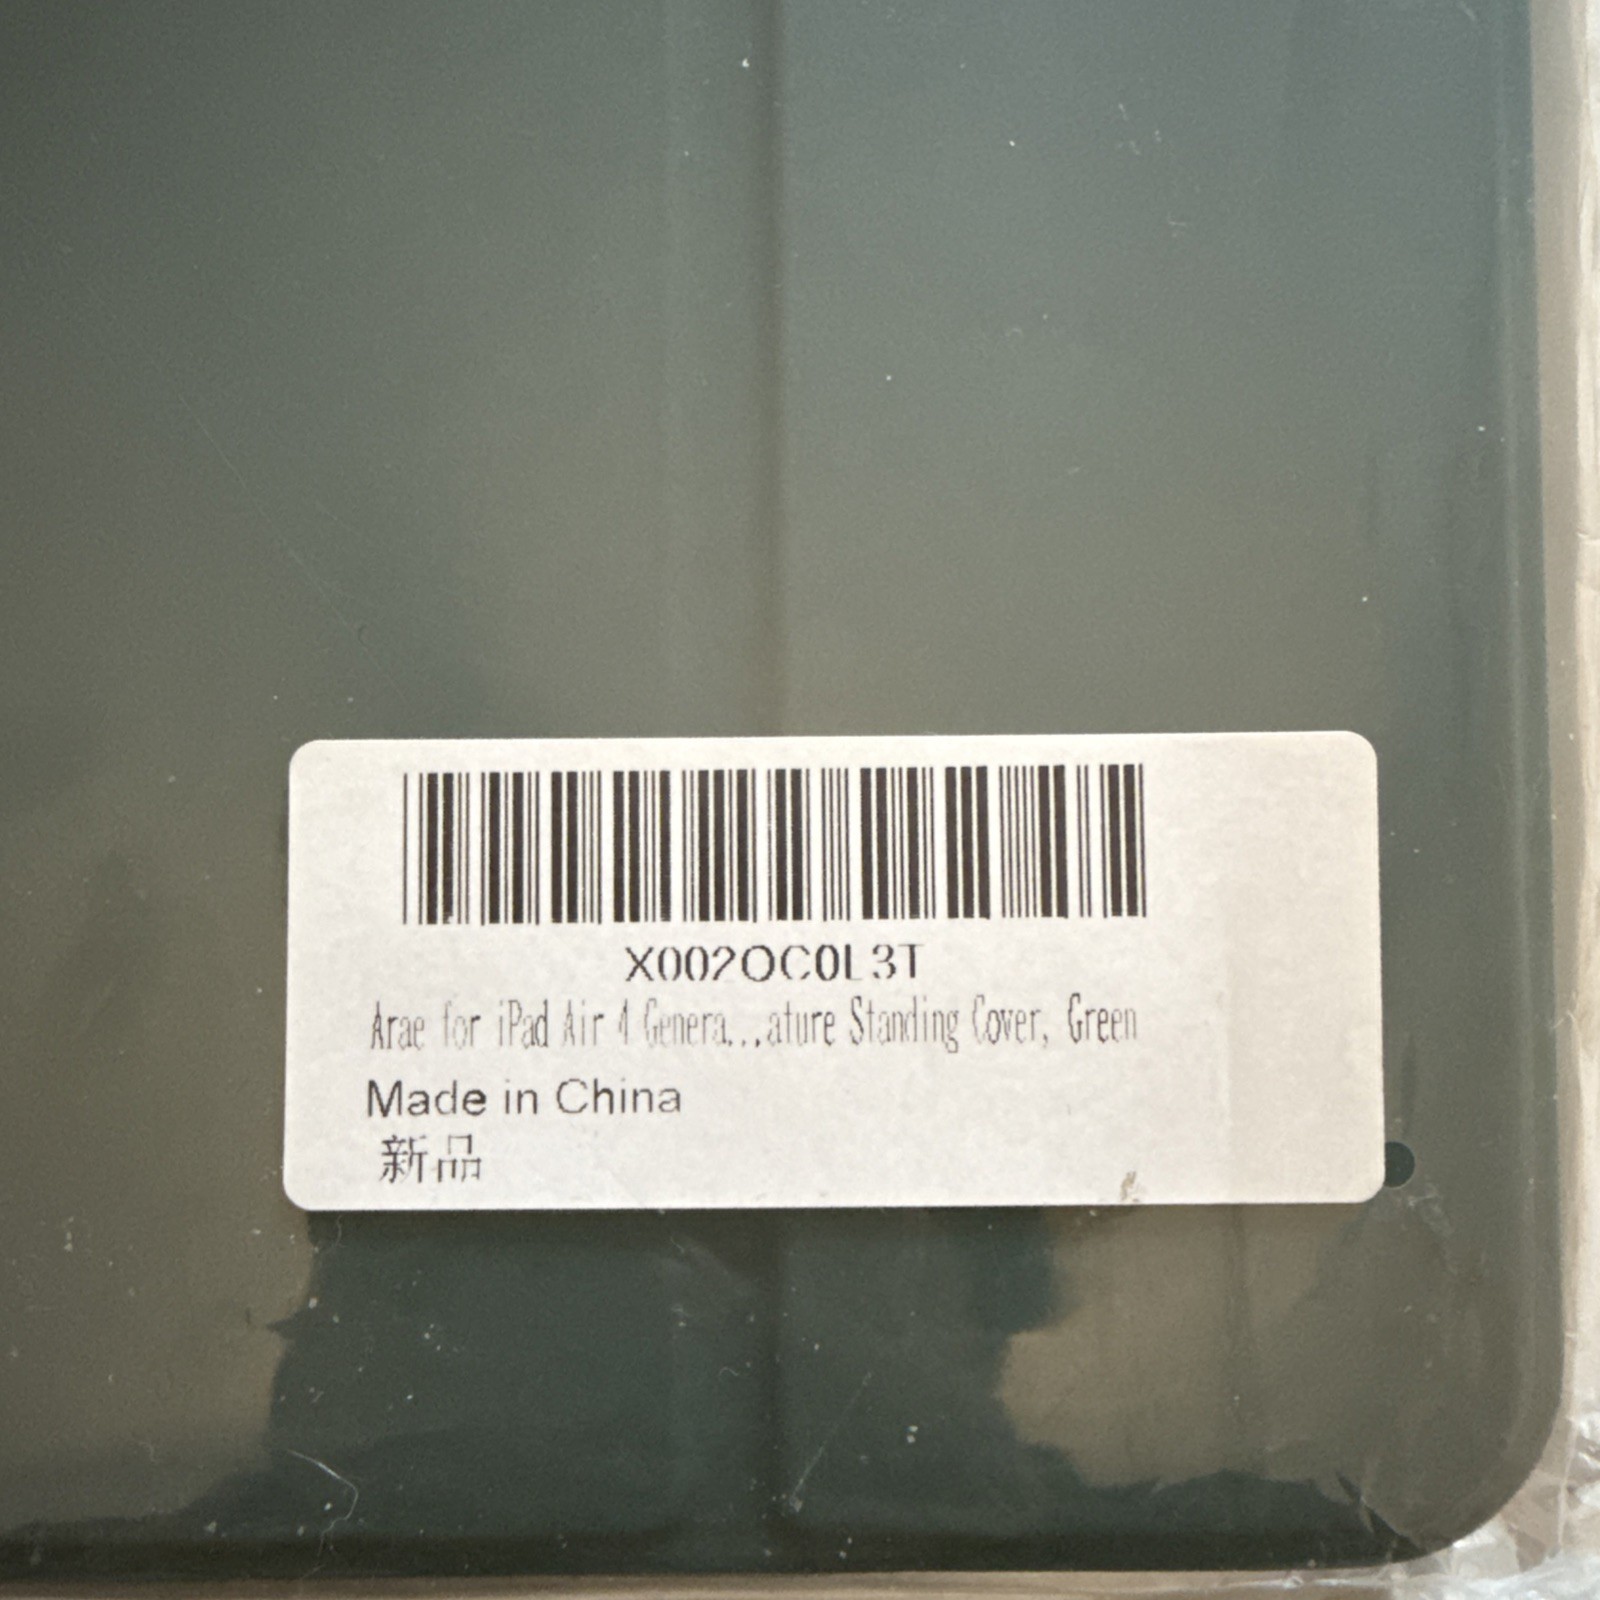 X002OC0L3T
Arae for iPad Air 4 Genera...ature Standing Cover, Green
Made in China
新品